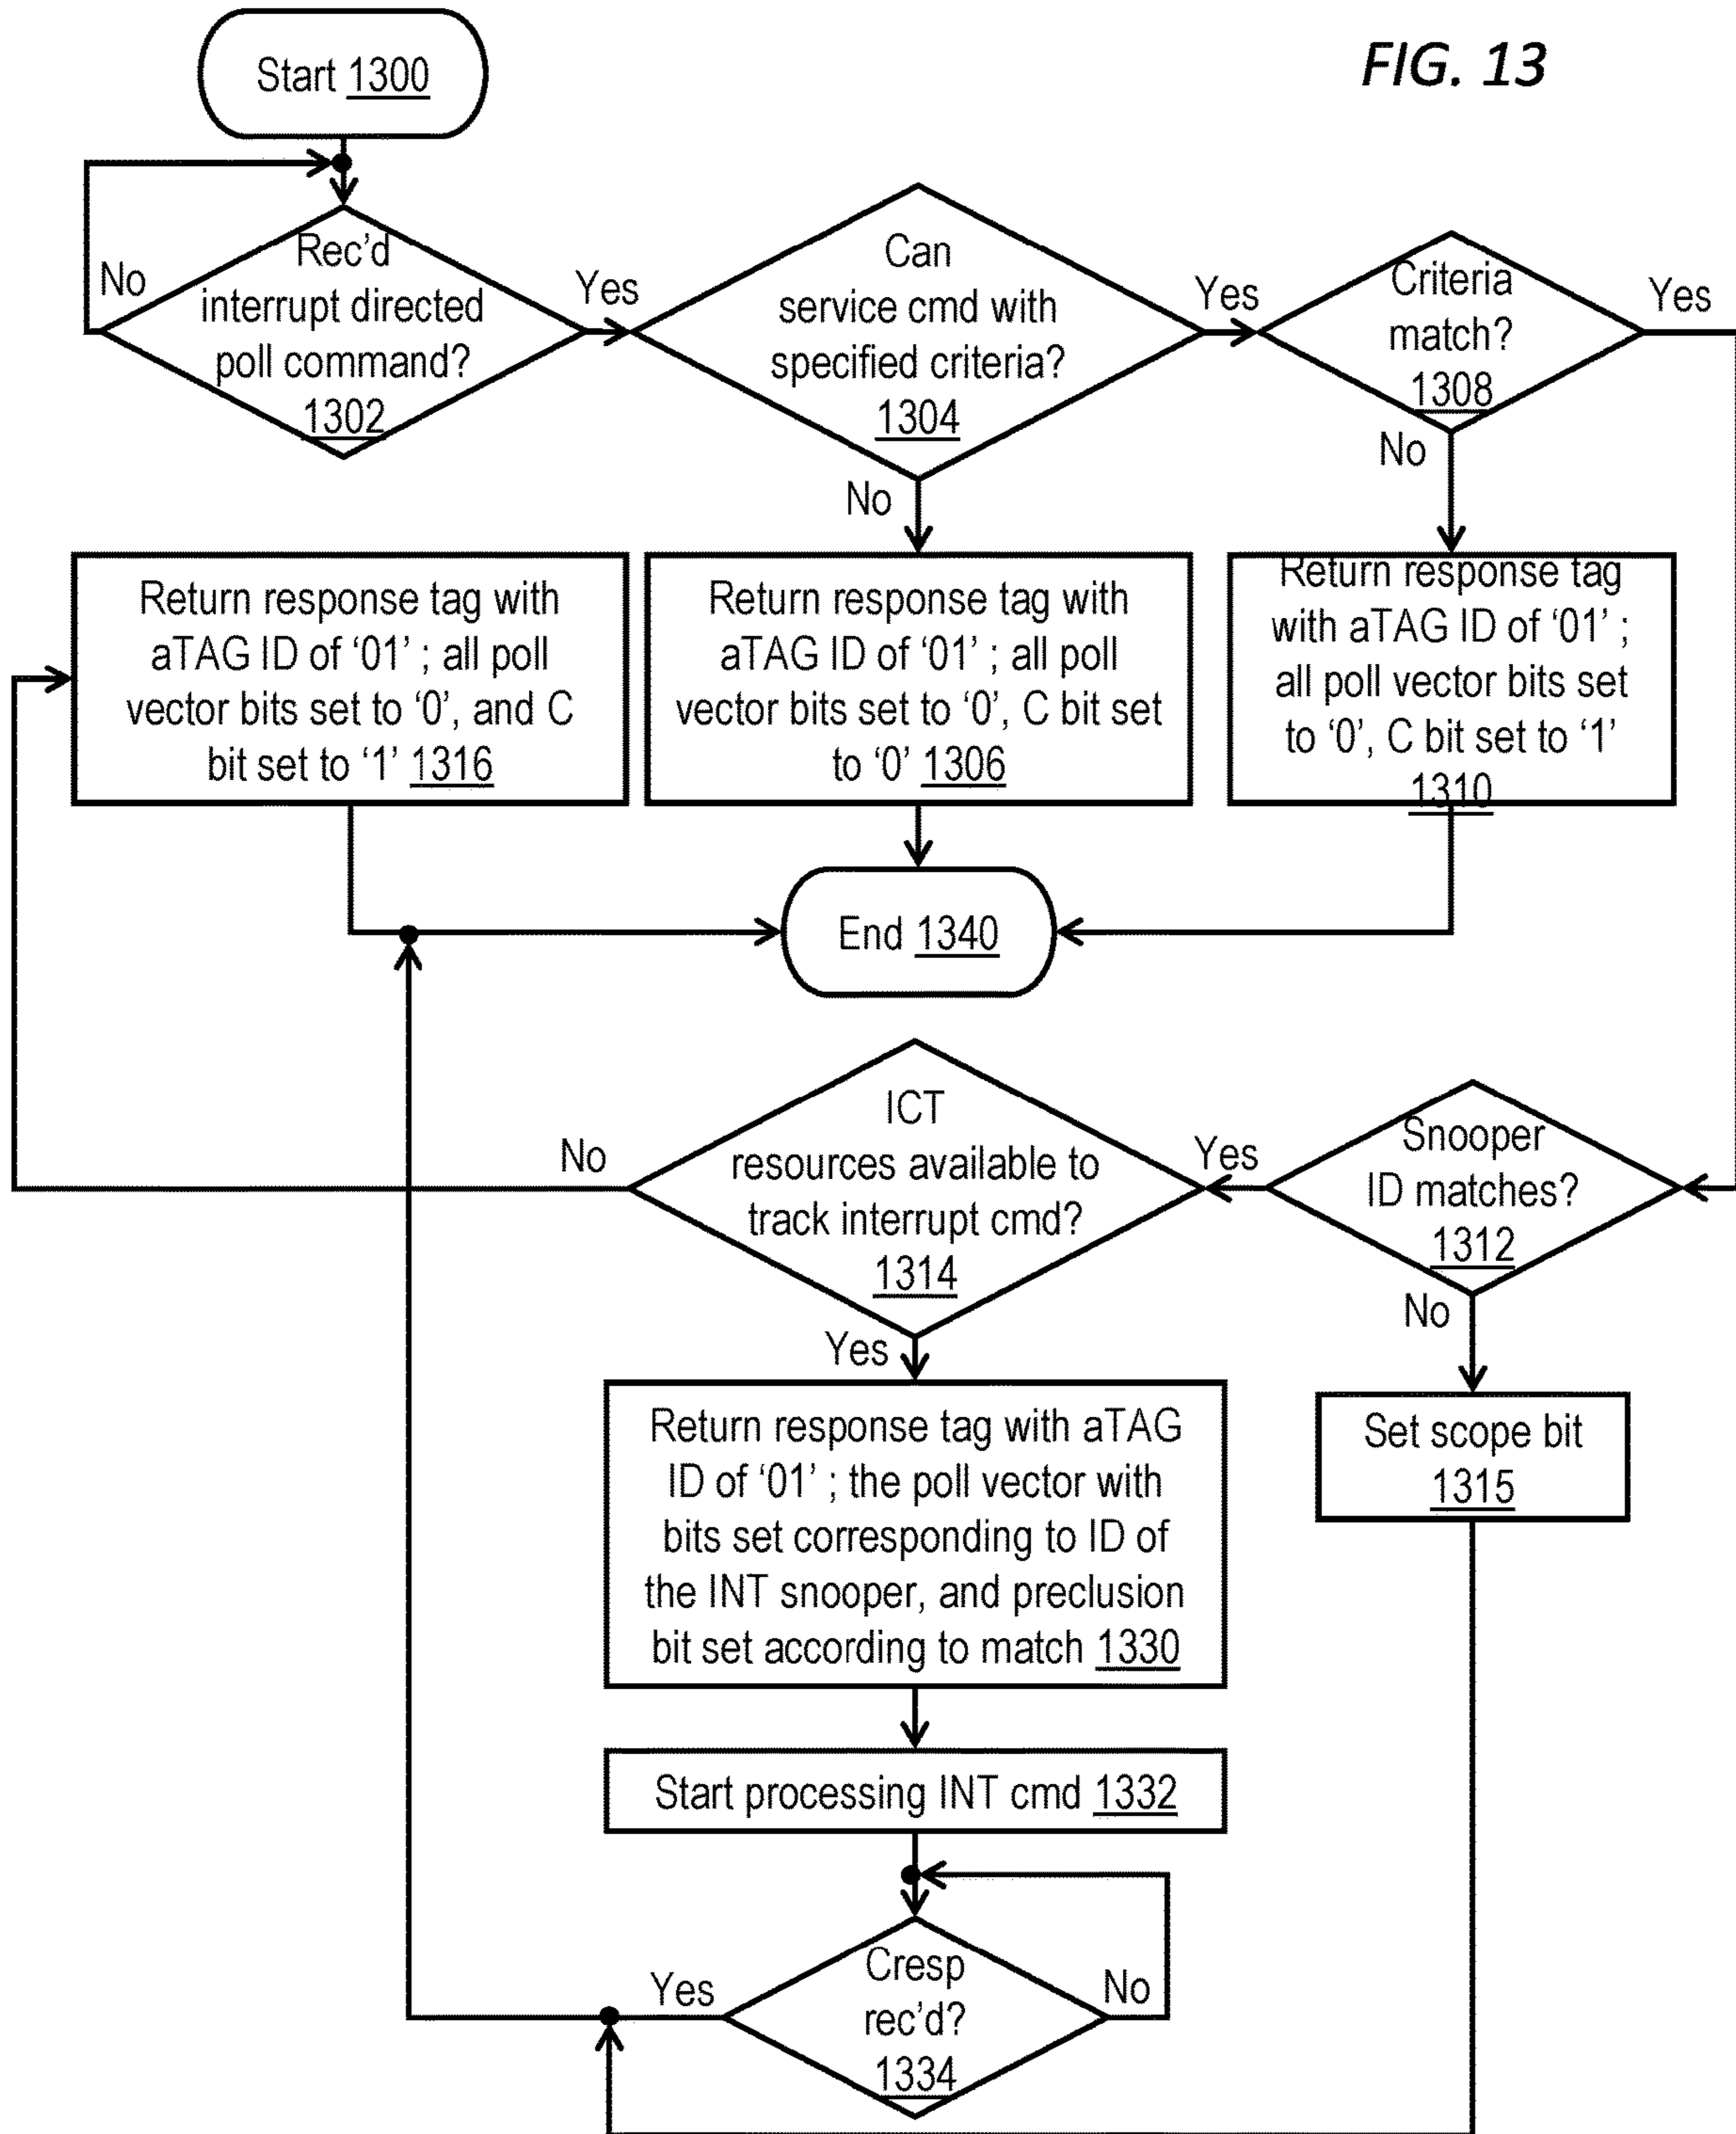 FIG. 13
Start 1300
Rec'd
interrupt directed
poll command?
1302
No
Yes
Can
service cmd with
specified criteria?
1304
Yes
No
Criteria
match?
1308
Yes
No
Return response tag with
aTAG ID of ‘01’ ; all poll
vector bits set to ‘0’, and C
bit set to ‘1’ 1316
Return response tag with
aTAG ID of ‘01’ ; all poll
vector bits set to ‘0’, C bit set
to ‘0’ 1306
Return response tag
with aTAG ID of ‘01’ ;
all poll vector bits set
to ‘0’, C bit set to ‘1’
1310
End 1340
ICT
resources available to
track interrupt cmd?
1314
No
Yes
Yes
Snooper
ID matches?
1312
No
Set scope bit
1315
Return response tag with aTAG
ID of ‘01’ ; the poll vector with
bits set corresponding to ID of
the INT snooper, and preclusion
bit set according to match 1330
Start processing INT cmd 1332
Cresp
rec’d?
1334
Yes
No